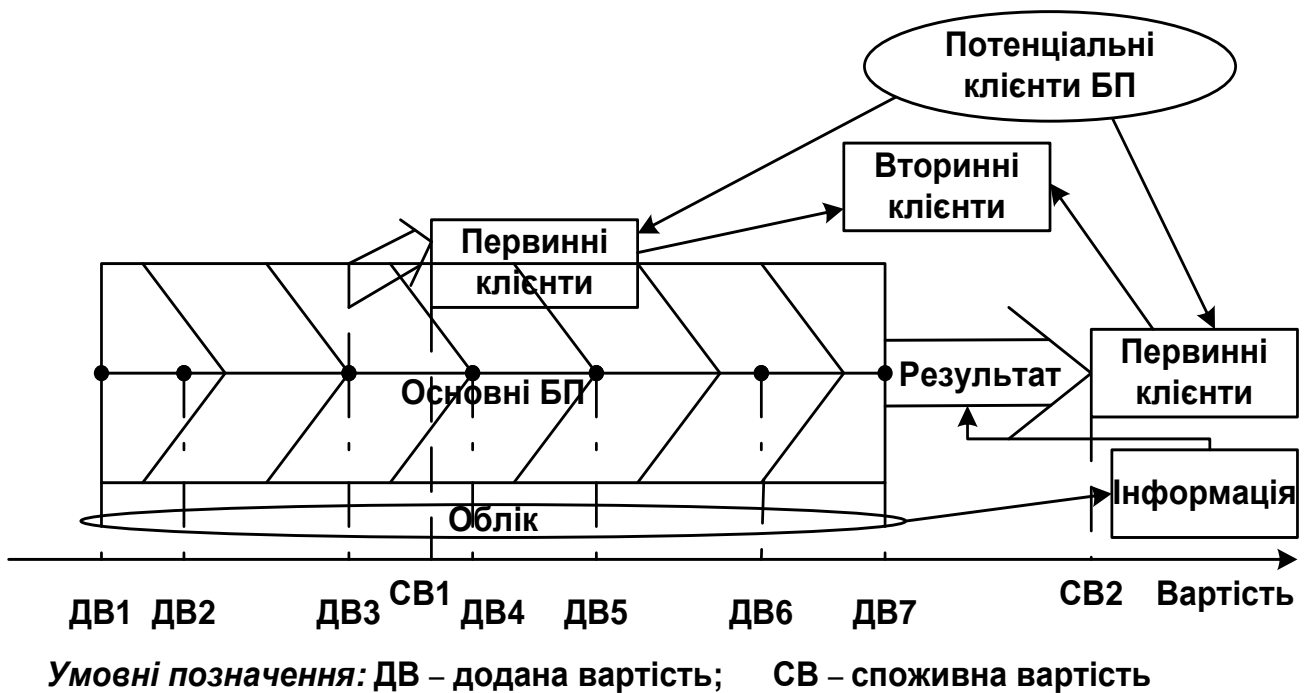 Потенціальні
клієнти БП
Вторинні
клієнти
Первинні
клієнти
Первинні
клієнти
Результат
Основні БП
Інформація
Облік
ДВ1 ДВ2 ДВ3 СВ1 ДВ4 ДВ5 ДВ6 ДВ7 СВ2 Вартість
Умовні позначення: ДВ – додана вартість; СВ – споживна вартість